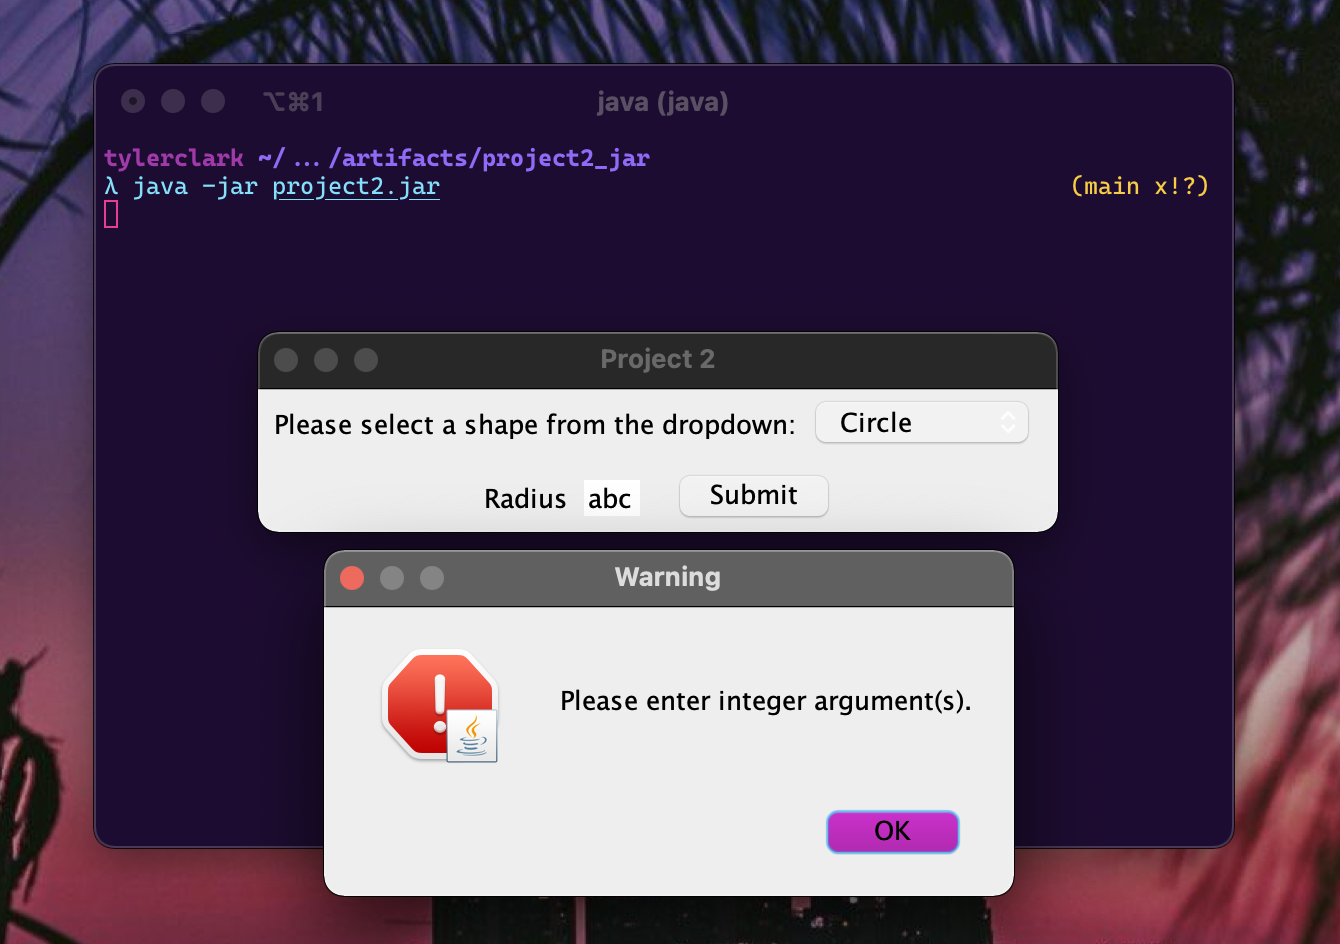 ⌥⌘1
java (java)
tylerclark ~/ … /artifacts/project2_jar
λ java -jar project2.jar
(main x!?)
Project 2
Please select a shape from the dropdown:
Circle
Radius
abc
Submit
Warning
Please enter integer argument(s).
OK